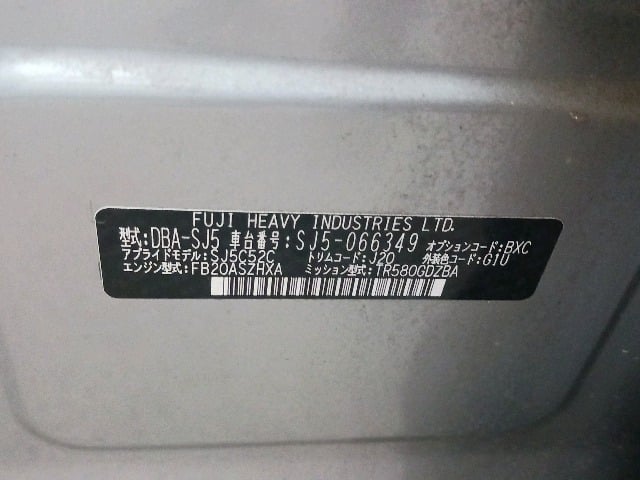 FUJI HEAVY INDUSTRIES LTD.
型式:DBA-SJ5 車台番号:SJ5-066349 オプションコード:BXC
アプライドモデル:SJ5C52C トリムコード:J20 外装色コード:G1U
エンジン型式:FB20ASZHXA ミッション型式:TR580GDZBA